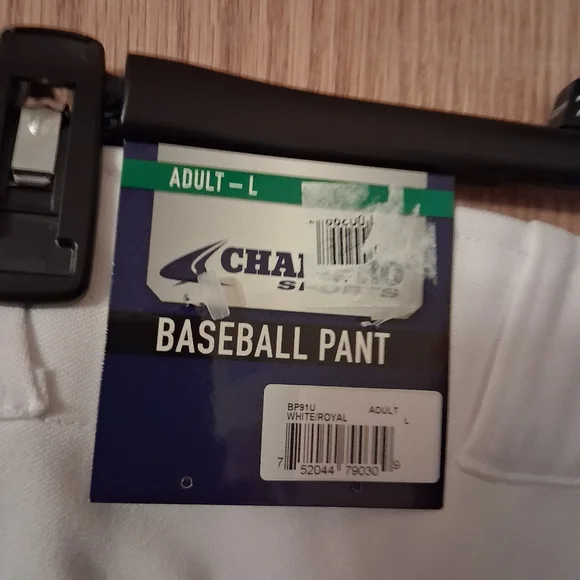 ADULT – L
BASEBALL PANT
BP91U ADULT
WHITE/ROYAL L
7 52044 79030 9